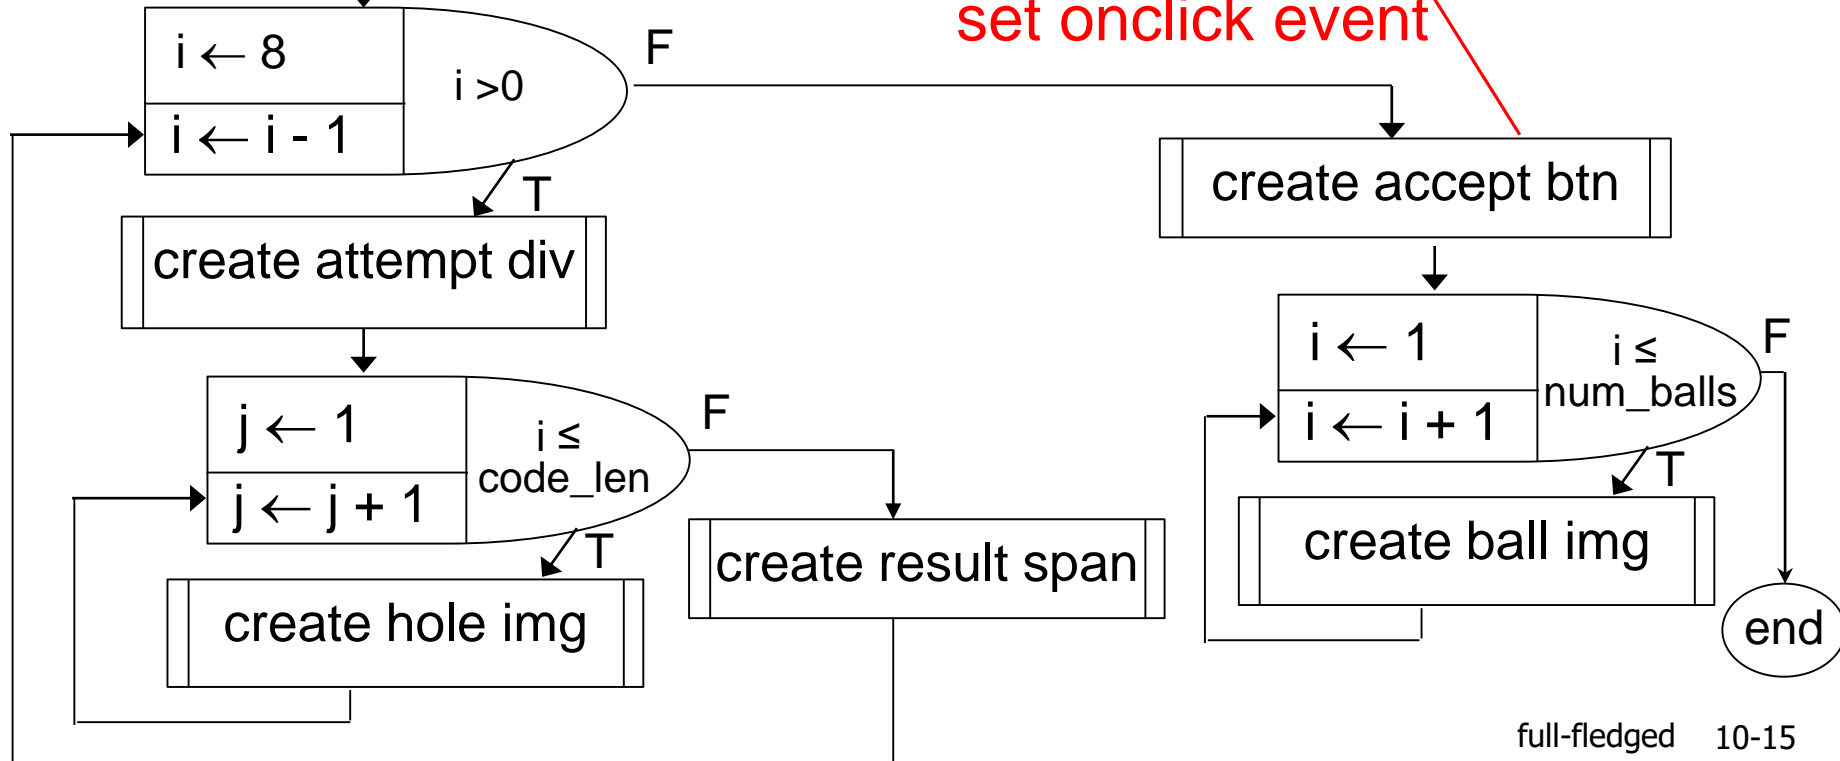 set onclick event
i ← 8
i >0
F
i ← i - 1
T
create attempt div
j ← 1
i ≤
code_len
F
j ← j + 1
T
create hole img
create result span
create accept btn
i ← 1
i ≤
num_balls
F
i ← i + 1
T
create ball img
end
full-fledged 10-15